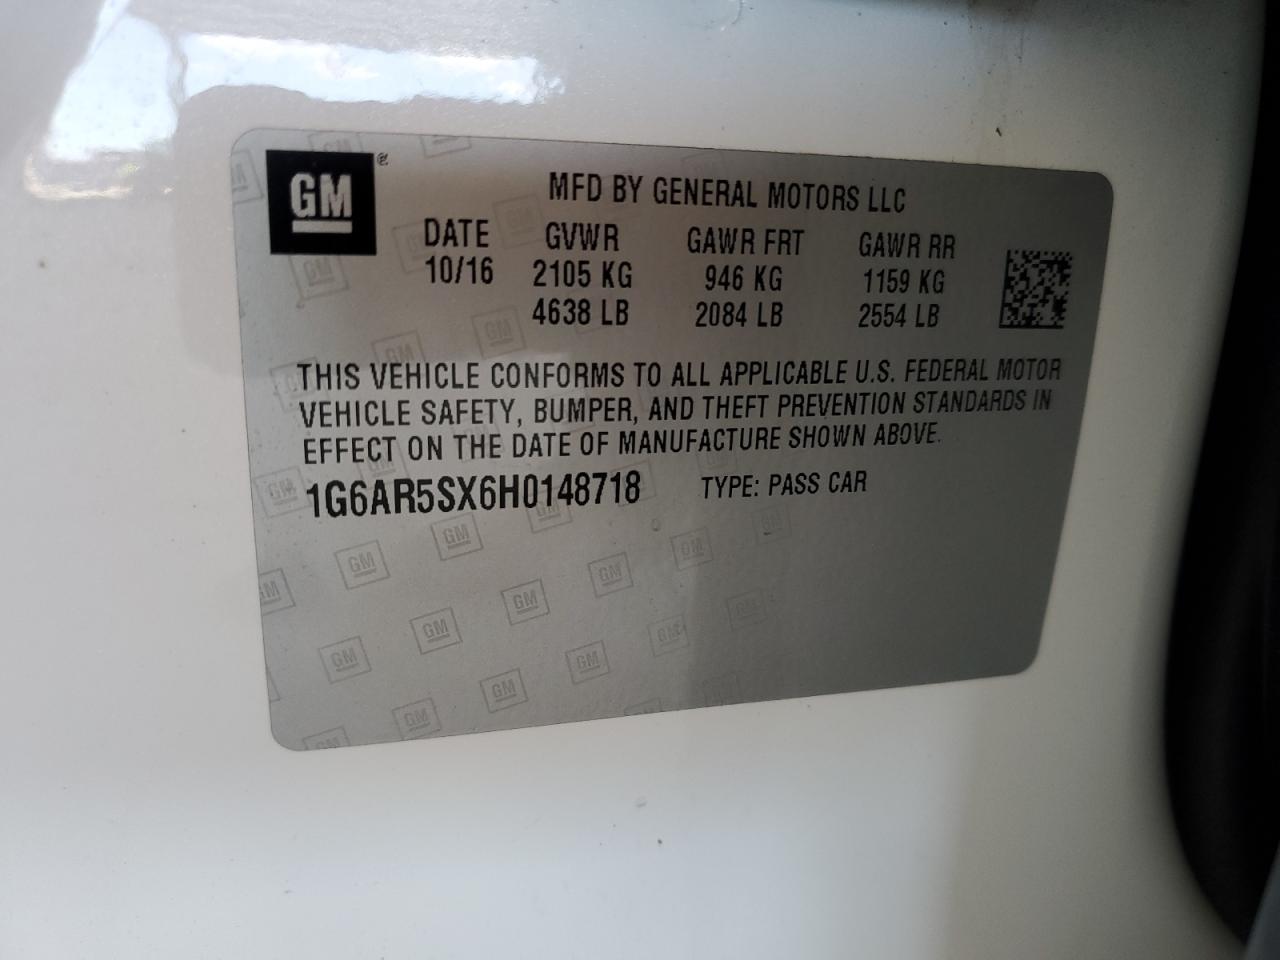 GM
MFD BY GENERAL MOTORS LLC
DATE GVWR GAWR FRT GAWR RR
10/16 2105 KG 946 KG 1159 KG
4638 LB 2084 LB 2554 LB
THIS VEHICLE CONFORMS TO ALL APPLICABLE U.S. FEDERAL MOTOR
VEHICLE SAFETY, BUMPER, AND THEFT PREVENTION STANDARDS IN
EFFECT ON THE DATE OF MANUFACTURE SHOWN ABOVE.
1G6AR5SX6H0148718 TYPE: PASS CAR